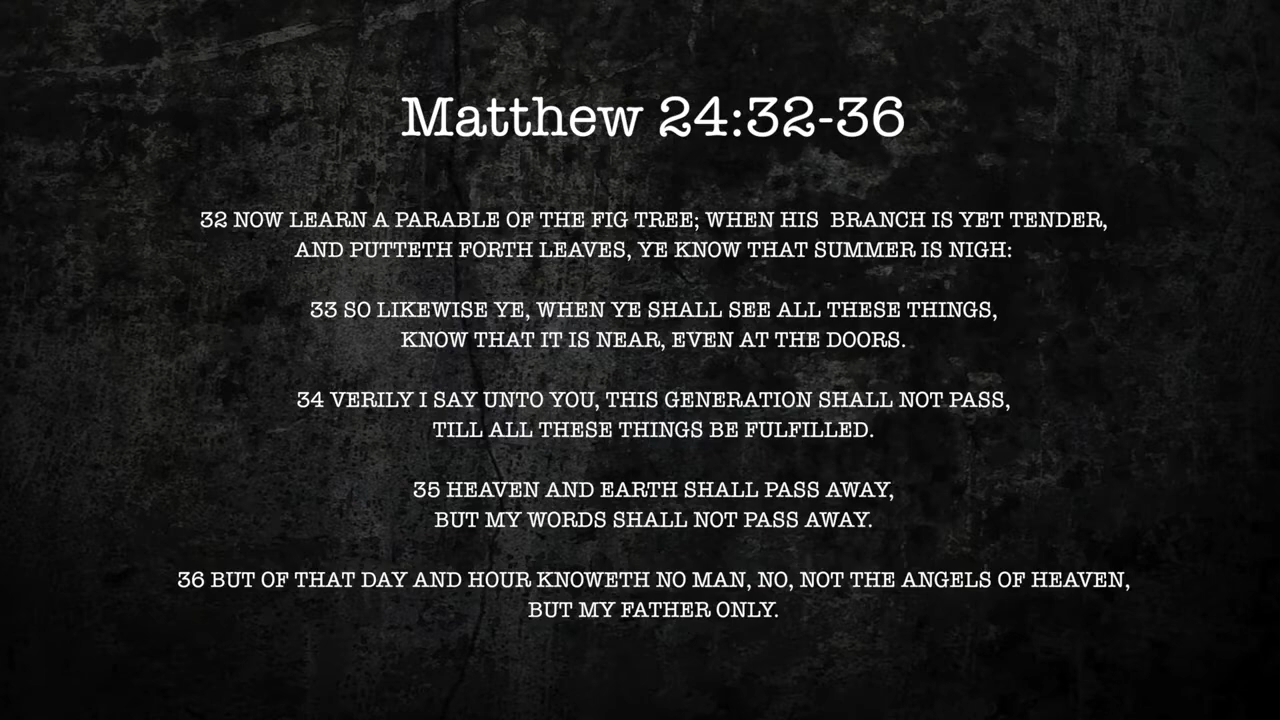 Matthew 24:32-36
32 NOW LEARN A PARABLE OF THE FIG TREE; WHEN HIS  BRANCH IS YET TENDER,
AND PUTTETH FORTH LEAVES, YE KNOW THAT SUMMER IS NIGH:
33 SO LIKEWISE YE, WHEN YE SHALL SEE ALL THESE THINGS,
KNOW THAT IT IS NEAR, EVEN AT THE DOORS.
34 VERILY I SAY UNTO YOU, THIS GENERATION SHALL NOT PASS,
TILL ALL THESE THINGS BE FULFILLED.
35 HEAVEN AND EARTH SHALL PASS AWAY,
BUT MY WORDS SHALL NOT PASS AWAY.
36 BUT OF THAT DAY AND HOUR KNOWETH NO MAN, NO, NOT THE ANGELS OF HEAVEN,
BUT MY FATHER ONLY.